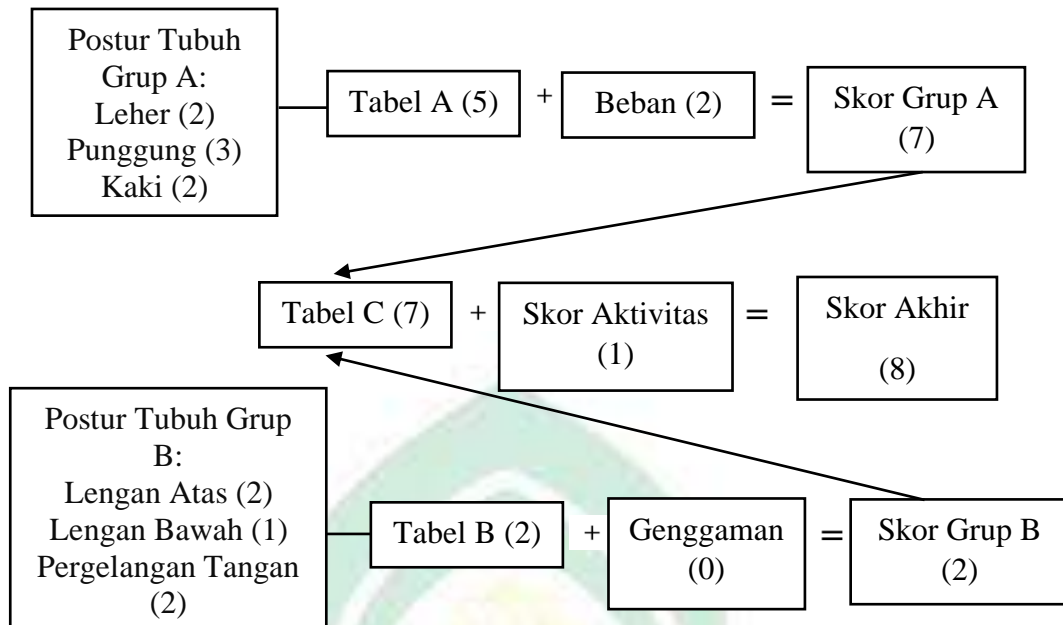 Postur Tubuh
Grup A:
Leher (2)
Punggung (3)
Kaki (2)
Tabel A (5)
+
Beban (2)
=
Skor Grup A
(7)
Tabel C (7)
+
Skor Aktivitas
(1)
=
Skor Akhir
(8)
Postur Tubuh Grup
B:
Lengan Atas (2)
Lengan Bawah (1)
Pergelangan Tangan
(2)
Tabel B (2)
+
Genggaman
(0)
=
Skor Grup B
(2)